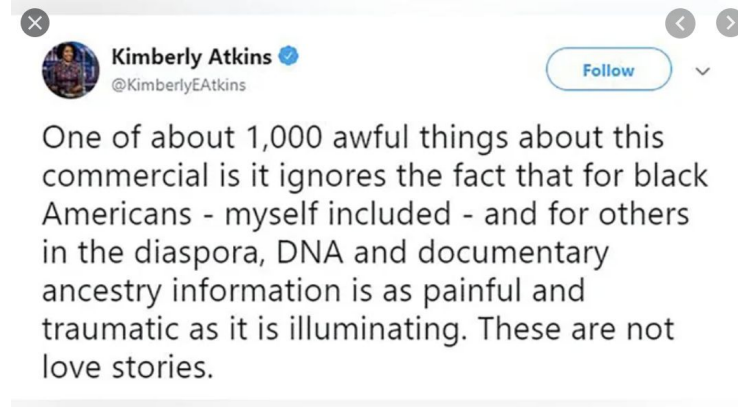 Kimberly Atkins
@KimberlyEAtkins
Follow
One of about 1,000 awful things about this
commercial is it ignores the fact that for black
Americans - myself included - and for others
in the diaspora, DNA and documentary
ancestry information is as painful and
traumatic as it is illuminating. These are not
love stories.